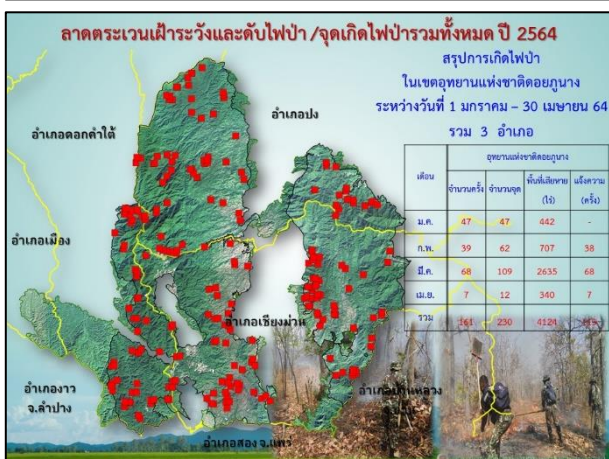 ลาดตระเวนเฝ้าระวังและดับไฟป่า /จุดเกิดไฟป่ารวมทั้งหมด ปี 2564
สรุปการเกิดไฟป่า
ในเขตอุทยานแห่งชาติดอยภูนาง
ระหว่างวันที่ 1 มกราคม – 30 เมษายน 64
รวม 3 อำเภอ
เดือน อุทยานแห่งชาติดอยภูนาง
จำนวนครั้ง จำนวนจุด พื้นที่เสียหาย (ไร่) แจ้งความ (ครั้ง)
ม.ค. 47 47 442 -
ก.พ. 39 62 707 38
มี.ค. 68 109 2635 68
เม.ย. 7 12 340 7
รวม 161 230 4124
อำเภอปง
อำเภอดอกคำใต้
อำเภอเมือง
อำเภอเชียงม่วน
อำเภองาว
จ.ลำปาง
อำเภอบ้านหลวง
อำเภอสอง จ.แพร่